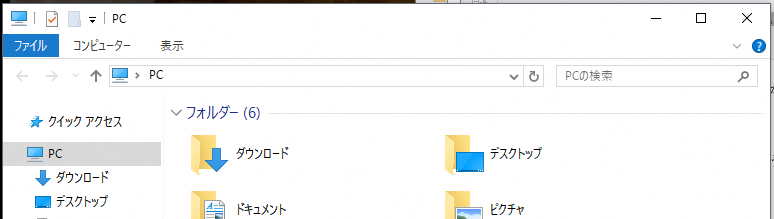 PC
ファイル コンピューター 表示
PC PCの検索
クイック アクセス
フォルダー (6)
PC
ダウンロード デスクトップ
ダウンロード
デスクトップ
ドキュメント ピクチャ